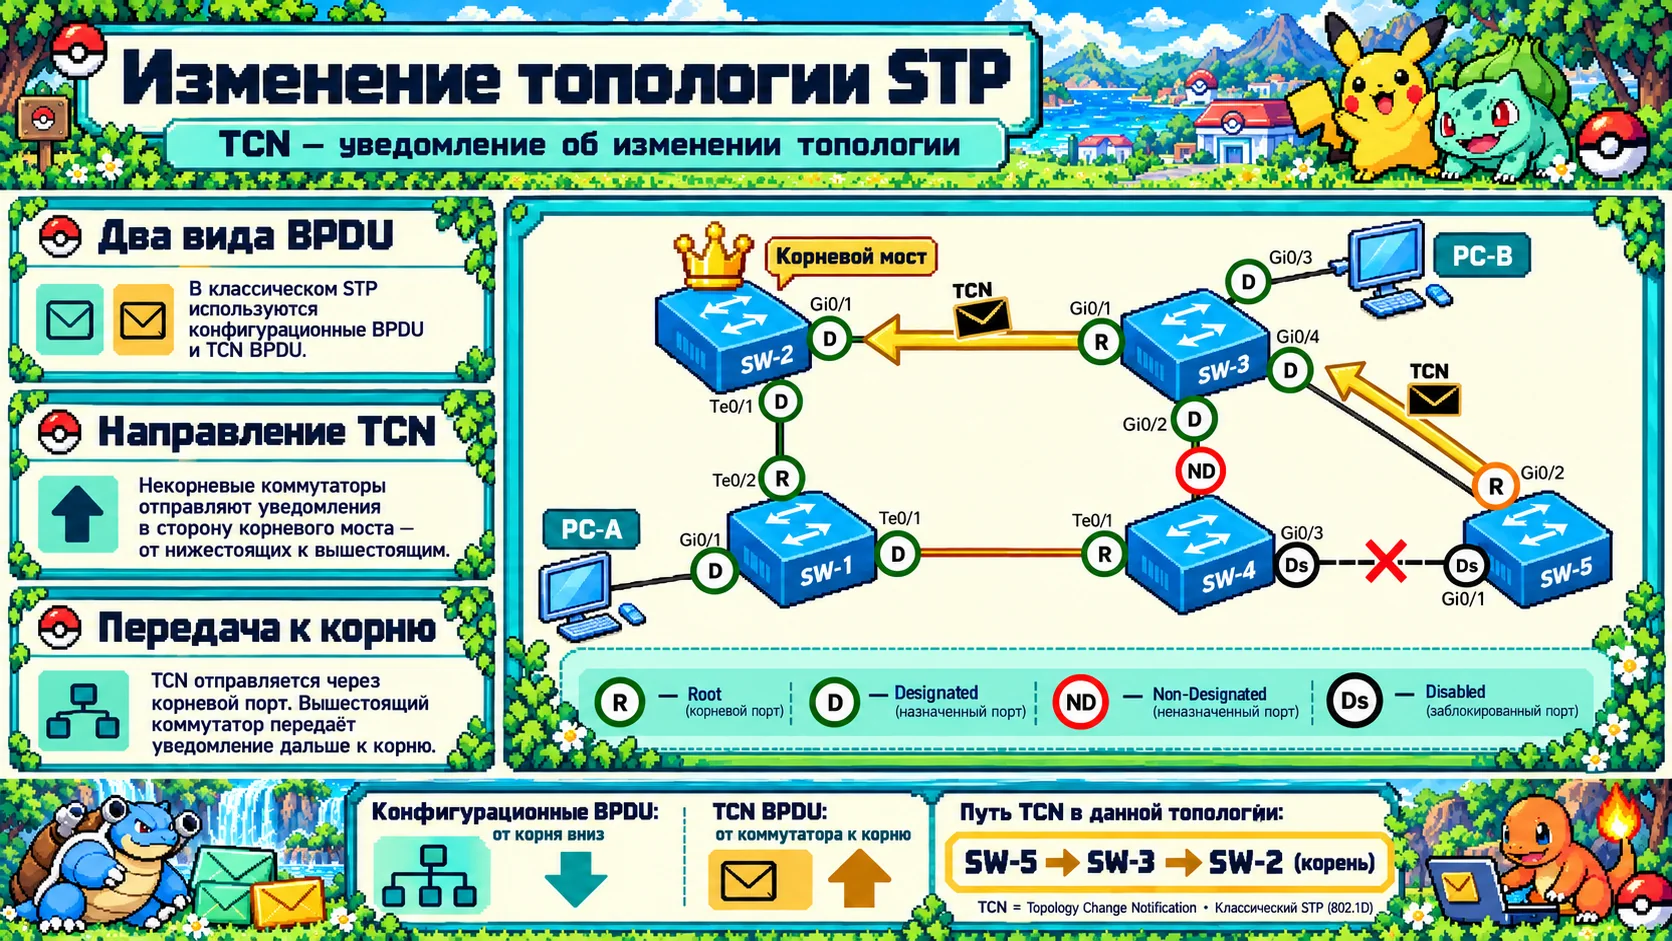 Изменение топологии STP
TCN — уведомление об изменении топологии
Два вида BPDU
В классическом STP
используются
конфигурационные BPDU
и TCN BPDU.
Направление TCN
Некорневые коммутаторы
отправляют уведомления
в сторону корневого моста —
от нижестоящих к вышестоящим.
Передача к корню
TCN отправляется через
корневой порт. Вышестоящий
коммутатор передаёт
уведомление дальше к корню.
Корневой мост
SW-2
Gi0/1
D
TCN
Gi0/1
R
SW-3
Gi0/3
D
PC-B
Gi0/4
D
TCN
Te0/1
D
Gi0/2
D
Te0/2
R
ND
Gi0/2
R
PC-A
Gi0/1
D
SW-1
Te0/1
D
Te0/1
R
SW-4
Gi0/3
Ds
Ds
Gi0/1
SW-5
R — Root
(корневой порт)
D — Designated
(назначенный порт)
ND — Non-Designated
(неназначенный порт)
Ds — Disabled
(заблокированный порт)
Конфигурационные BPDU:
от корня вниз
TCN BPDU:
от коммутатора к корню
Путь TCN в данной топологии:
SW-5 → SW-3 → SW-2 (корень)
TCN = Topology Change Notification • Классический STP (802.1D)